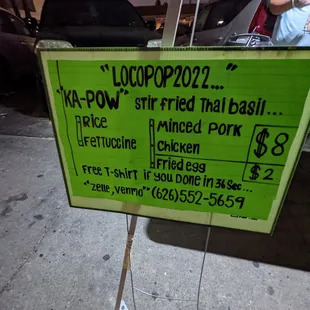 "LOCOPOP2022..."
"KA-POW" stir fried Thai basil...
Rice
Fettuccine
Minced pork
Chicken
$8
Fried egg
$2
Free T-shirt if you Done in 36 Sec...
"Zelle, Venmo" (626) 552-5659